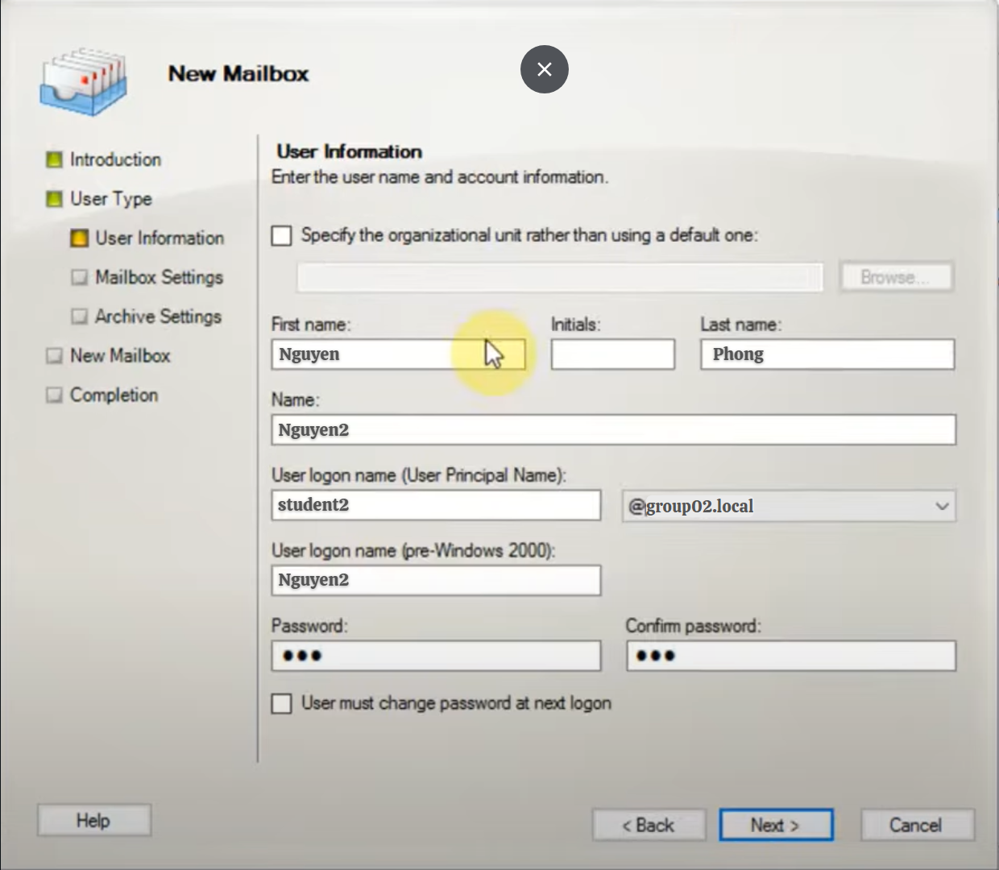 New Mailbox
Introduction
User Type
User Information
Mailbox Settings
Archive Settings
New Mailbox
Completion
User Information
Enter the user name and account information.
Specify the organizational unit rather than using a default one:
Browse...
First name: Initials: Last name:
Nguyen Phong
Name:
Nguyen2
User logon name (User Principal Name):
student2 @group02.local
User logon name (pre-Windows 2000):
Nguyen2
Password: Confirm password:
●●● ●●●
User must change password at next logon
Help < Back Next > Cancel